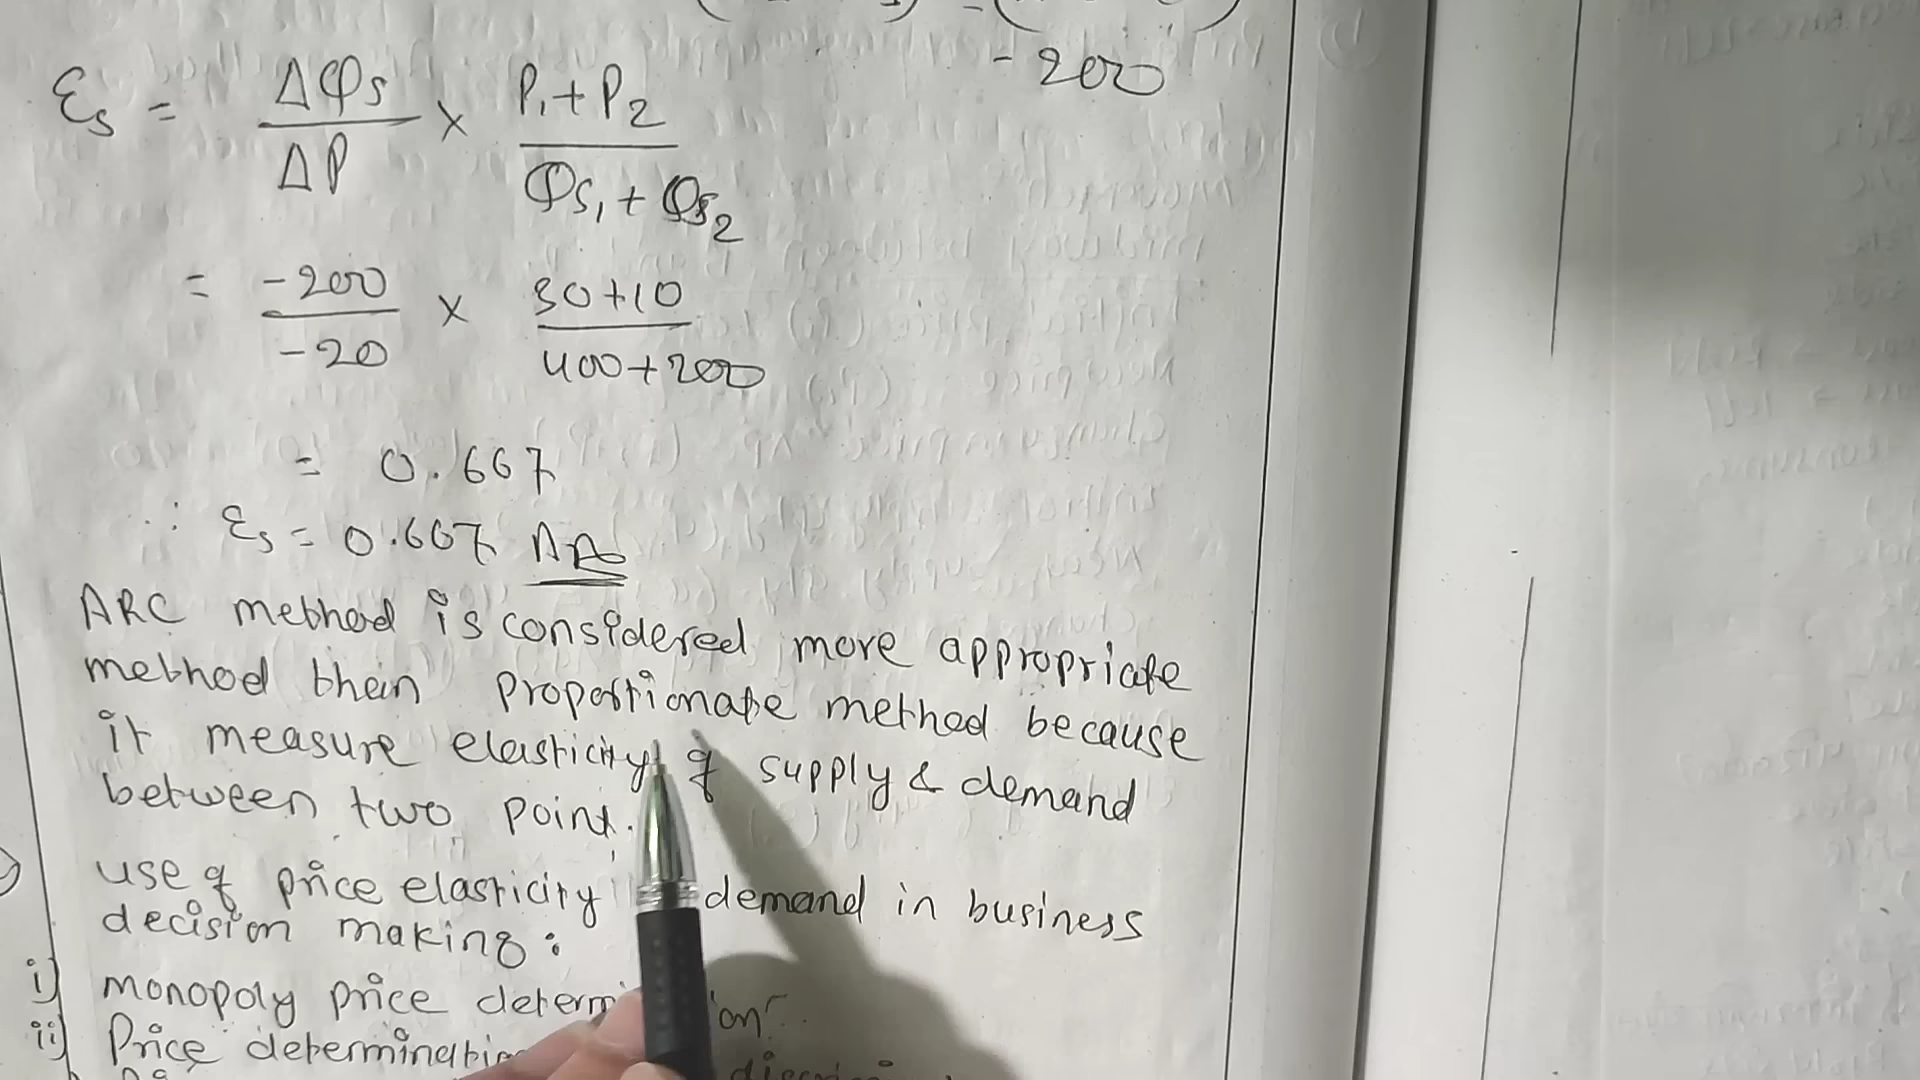 -200
Es = ΔQs/ΔP × P1+P2/Qs1+Qs2
= -200/-20 × 30+10/400+200
= 0.667
∴ Es = 0.667 Ans
ARC method is considered more appropriate
method then proportionate method because
it measure elasticity of supply & demand
between two point.
use of price elasticity demand in business
decision making:
i) monopoly price
ii) Price